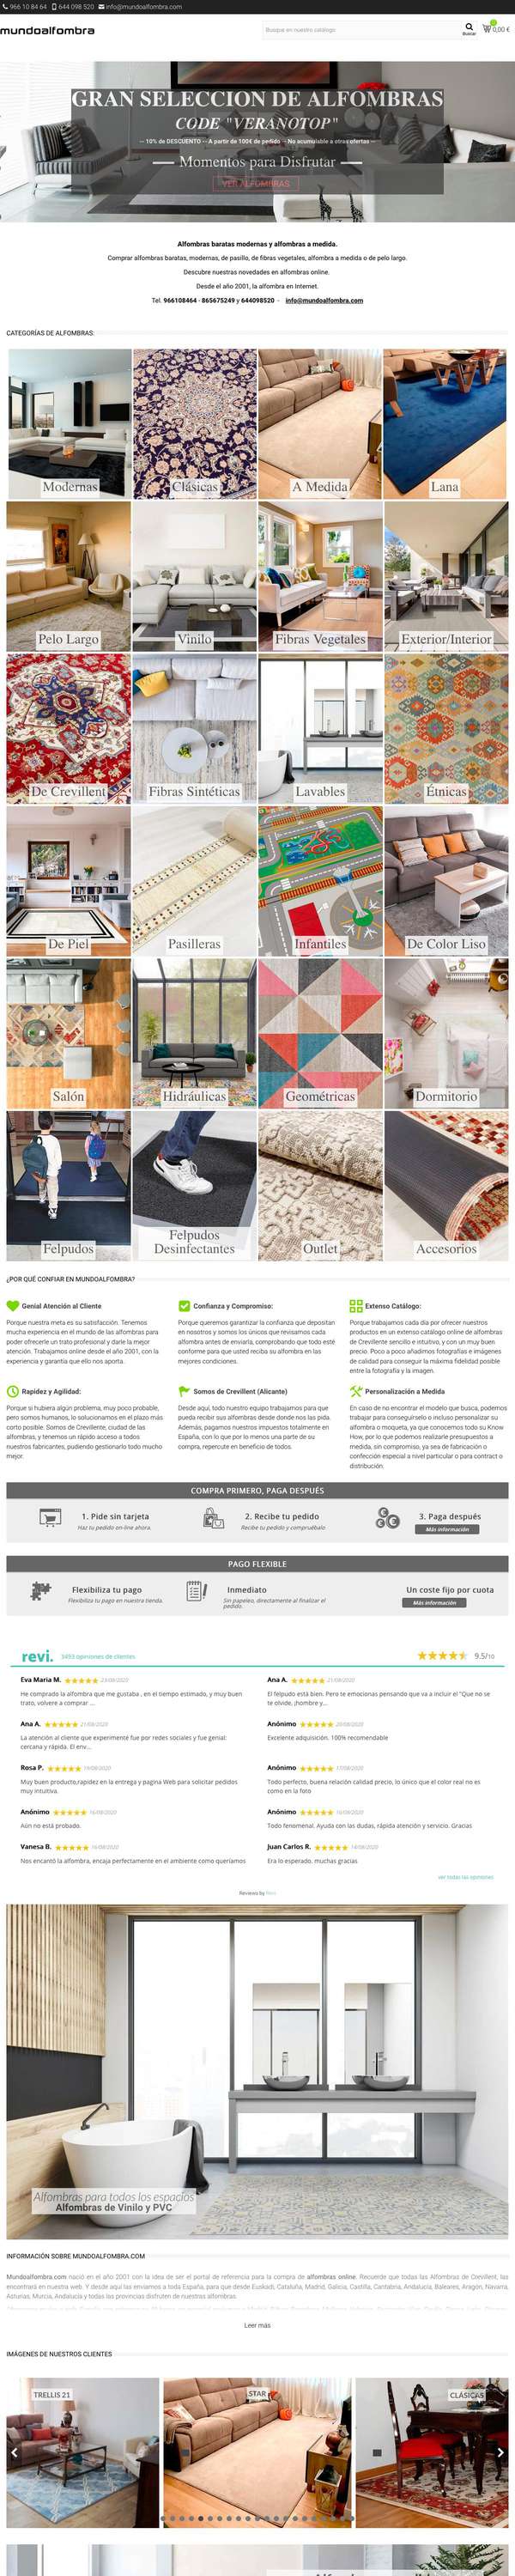 966 10 84 64 644 098 520 info@mundoalfombra.com
mundoalfombra
Busque en nuestro catálogo
Buscar
0
0,00 €
GRAN SELECCION DE ALFOMBRAS
CODE "VERANOTOP"
-- 10% de DESCUENTO -- A partir de 100€ de pedido -- No acumulable a otras ofertas --
Momentos para Disfrutar
VER ALFOMBRAS
Alfombras baratas modernas y alfombras a medida.
Comprar alfombras baratas, modernas, de pasillo, de fibras vegetales, alfombra a medida o de pelo largo.
Descubre nuestras novedades en alfombras online.
Desde el año 2001, la alfombra en Internet.
Tel. 966108464 - 865675249 y 644098520 - info@mundoalfombra.com
CATEGORÍAS DE ALFOMBRAS:
Modernas
Clásicas
A Medida
Lana
Pelo Largo
Vinilo
Fibras Vegetales
Exterior/Interior
De Crevillent
Fibras Sintéticas
Lavables
Étnicas
De Piel
Pasilleras
Infantiles
De Color Liso
Salón
Hidráulicas
Geométricas
Dormitorio
Felpudos
Felpudos
Desinfectantes
Outlet
Accesorios
¿POR QUÉ CONFIAR EN MUNDOALFOMBRA?
Genial Atención al Cliente
Porque nuestra meta es su satisfacción. Tenemos
mucha experiencia en el mundo de las alfombras para
poder ofrecerle un trato profesional y darle la mejor
atención. Trabajamos online desde el año 2001, con la
experiencia y garantía que ello nos aporta.
Confianza y Compromiso:
Porque queremos garantizar la confianza que ha depositado
en nosotros y somos los únicos que revisamos cada
alfombra antes de enviarla, comprobando que todo esté
conforme para que usted reciba su alfombra en las
mejores condiciones.
Extenso Catálogo:
Porque trabajamos cada día por ofrecer nuestros
productos en un extenso catálogo online de alfombras
de Crevillente sencillo e intuitivo, y con un muy buen
precio. Poco a poco añadimos fotografías e imágenes
de calidad para conseguir la máxima fidelidad posible
entre la fotografía y la imagen.
Rapidez y Agilidad:
Porque si hubiera algún problema, muy poco probable,
pero somos humanos, le solucionamos en el plazo más
corto posible. Somos de Crevillente, ciudad de las
alfombras, y tenemos un rápido acceso a todos
nuestros fabricantes, pudiendo gestionarlo todo mucho
mejor.
Somos de Crevillent (Alicante)
Desde aquí, todo nuestro equipo trabajamos para que
pueda recibir sus alfombras desde donde nos las pida.
Además, pagamos nuestros impuestos totalmente en
España, con lo que por lo menos una parte de su
compra, repercute en beneficio de todos.
Personalización a Medida
En caso de no encontrar el modelo que busca, podemos
trabajar para conseguírselo o incluso personalizar su
alfombra o moqueta, ya que conocemos todo su Know
How, por lo que podemos realizarle presupuestos a
medida, sin compromiso, ya sea de fabricación o
confección especial a nivel particular o para contract o
distribución.
COMPRA PRIMERO, PAGA DESPUÉS
1. Pide sin tarjeta
Haz tu pedido on-line ahora.
2. Recibe tu pedido
Recibe tu pedido y compruébalo
3. Paga después
Más información
PAGO FLEXIBLE
Flexibiliza tu pago
Flexibiliza tu pago en nuestra tienda.
Inmediato
Sin papeleo, directamente al finalizar el
pedido.
Un coste fijo por cuota
Más información
revi. 3493 opiniones de clientes
9.5/10
Eva Maria M.
He comprado la alfombra que me gustaba , en el tiempo estimado, y muy buen
trato, volvere a comprar ...
Ana A.
El felpudo está bien. Pero te emocionas pensando que va a incluir el "Que no se
te olvide, ¡hombre y...
Ana A. 21/08/2020
La atención al cliente que experimenté fue por redes sociales y fue genial:
cercana y rápida. El env...
Anónimo 20/08/2020
Excelente adquisición. 100% recomendable
Rosa P. 19/08/2020
Muy buen producto,rapidez en la entrega y pagina Web para solicitar pedidos
muy intuitiva.
Anónimo 17/08/2020
Todo perfecto, buena relación calidad precio, lo único que el color real no es
como en la foto
Anónimo 16/08/2020
Aún no está probado.
Anónimo 16/08/2020
Todo fenomenal. Ayuda con las dudas, rápida atención y servicio. Gracias
Vanesa B. 16/08/2020
Nos encantó la alfombra, encaja perfectamente en el ambiente como queríamos
Juan Carlos R. 14/08/2020
Era lo esperado, muchas gracias
ver todas las opiniones
Reviews by Revi
Alfombras para todos los espacios
Alfombras de Vinilo y PVC
INFORMACIÓN SOBRE MUNDOALFOMBRA.COM
Mundoalfombra.com nació en el año 2001 con la idea de ser el portal de referencia para la compra de alfombras online. Recuerde que todas las Alfombras de Crevillent, las
encontrará en nuestra web. Y desde aquí las enviamos a toda España, para que desde Euskadi, Cataluña, Madrid, Galicia, Castilla, Cantabria, Andalucía, Baleares, Aragón, Navarra,
Asturias, Murcia, Andalucía y todas las provincias disfruten de nuestras alfombras.
Leer más
IMÁGENES DE NUESTROS CLIENTES
TRELLIS 21
STAR
CLÁSICAS